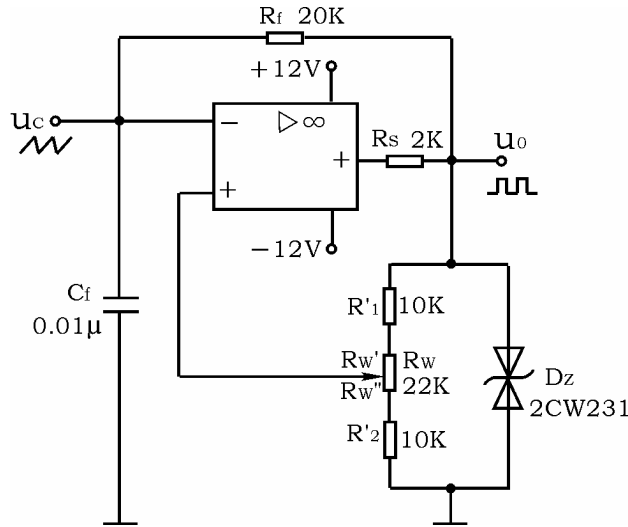 Rf 20K
+12V
uc
− ▷∞
+
+
Rs 2K
uo
−12V
Cf
0.01µ
R'1 10K
Rw' Rw
Rw" 22K
R'2 10K
Dz
2CW231